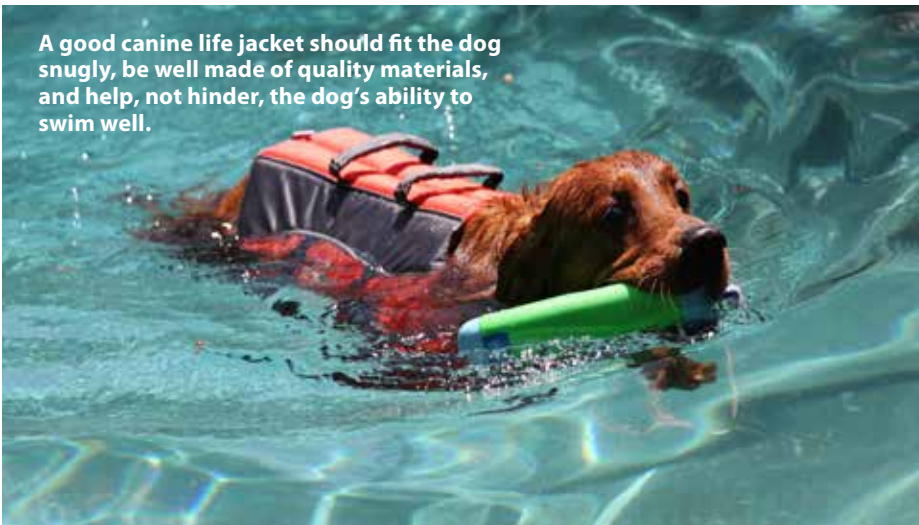 A good canine life jacket should fit the dog
snugly, be well made of quality materials,
and help, not hinder, the dog's ability to
swim well.